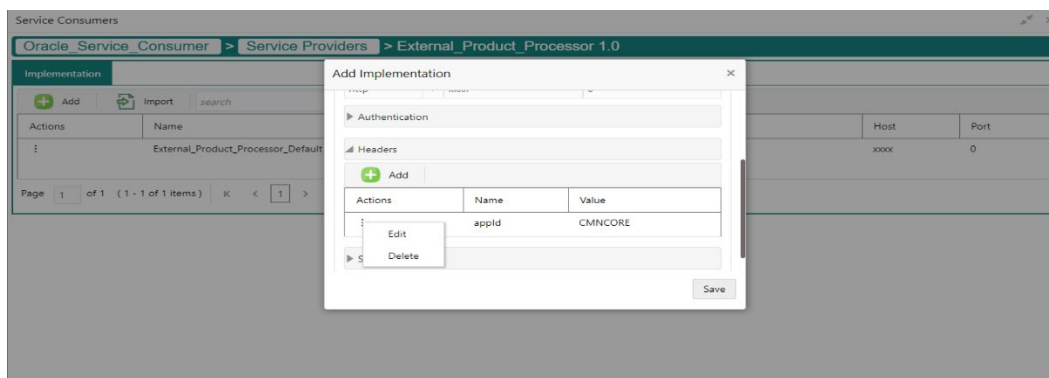 Service Consumers
Oracle_Service_Consumer > Service Providers > External_Product_Processor 1.0
Implementation
Add Import search
Actions Name Host Port
External_Product_Processor_Default xxxx 0
Page 1 of 1 (1 - 1 of 1 items) K < 1 >
Add Implementation ×
Authentication
Headers
Add
Actions Name Value
appId CMNCORE
Edit
Delete
S
Save